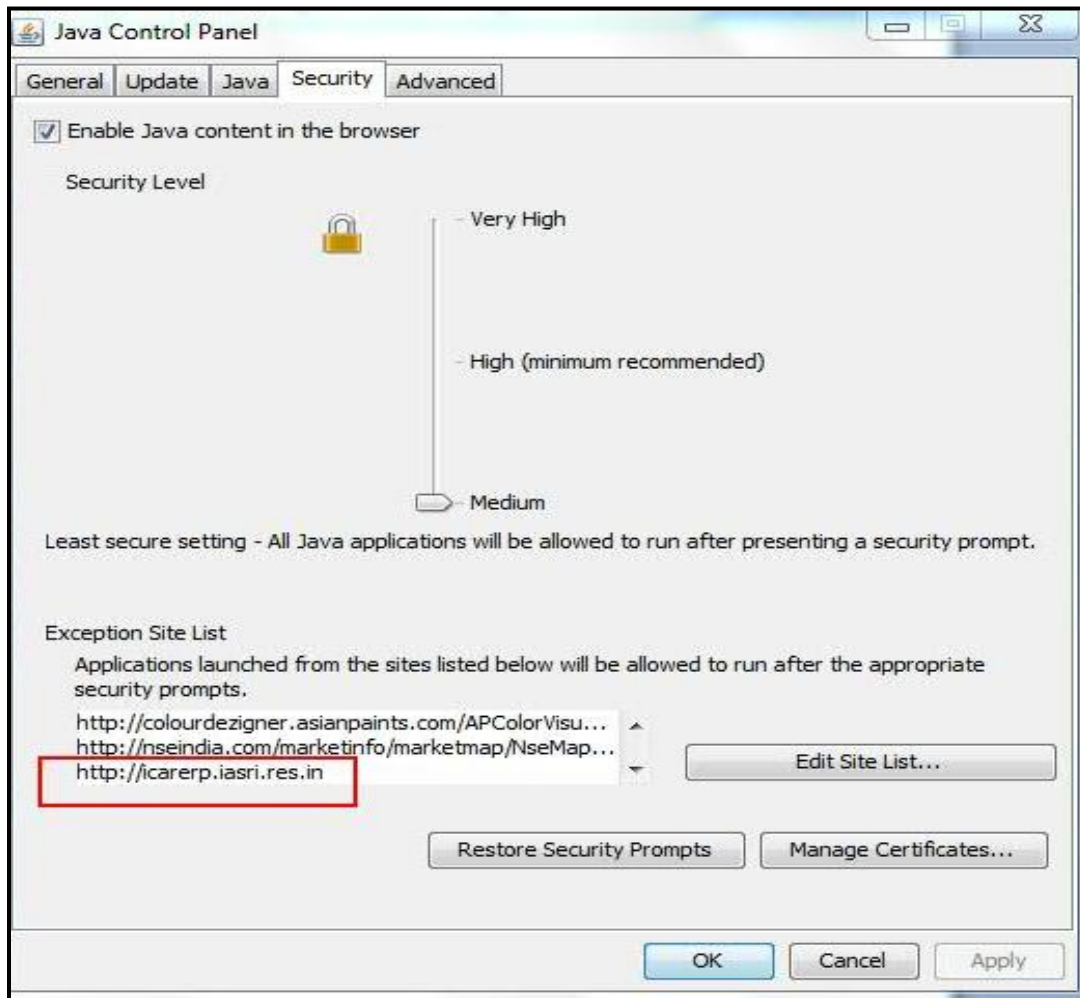 Java Control Panel
General Update Java Security Advanced
Enable Java content in the browser
Security Level
Very High
High (minimum recommended)
Medium
Least secure setting - All Java applications will be allowed to run after presenting a security prompt.
Exception Site List
Applications launched from the sites listed below will be allowed to run after the appropriate
security prompts.
http://colourdezigner.asianpaints.com/APColorVisu...
http://nseindia.com/marketinfo/marketmap/NseMap...
http://icarerp.iasri.res.in
Edit Site List...
Restore Security Prompts Manage Certificates...
OK Cancel Apply